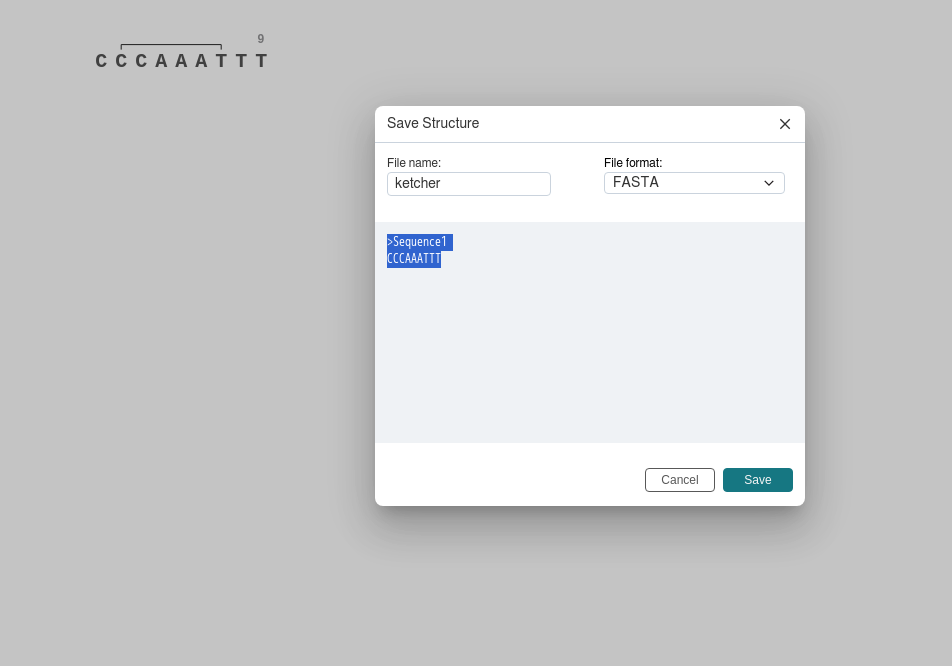 9
C C C A A A T T T
Save Structure
File name:
File format:
ketcher
FASTA
>Sequence1
CCCAAATTT
Cancel
Save